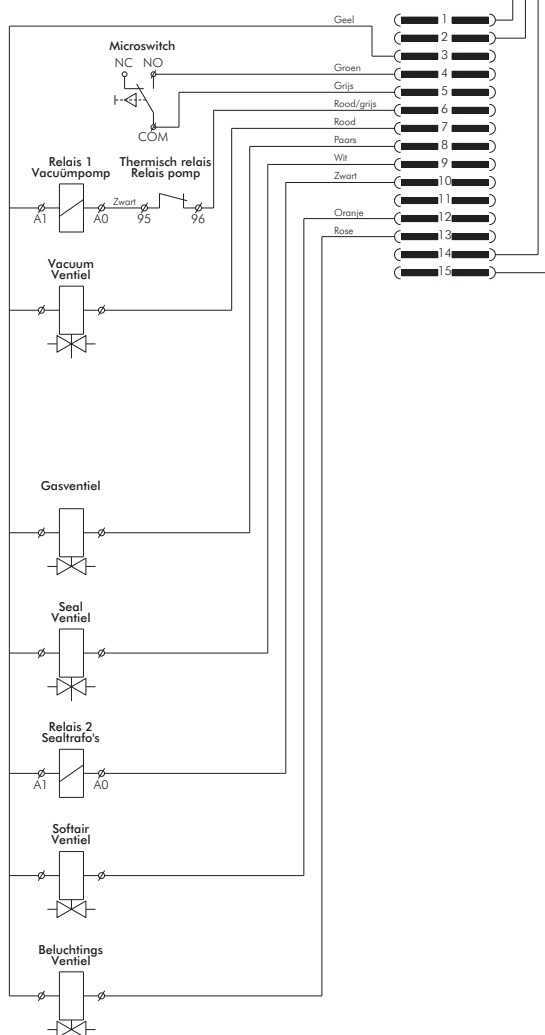 Geel
1
2
3
Microswitch
NC NO
Groen
4
Grijs
5
Rood/grijs
6
Rood
7
COM
Paars
8
Relais 1
Vacuümpomp
Thermisch relais
Relais pomp
Wit
9
Zwart
10
11
A1
A0
Zwart
95
96
Oranje
12
Rose
13
14
15
Vacuum
Ventiel
Gasventiel
Seal
Ventiel
Relais 2
Sealtrafo's
A1
A0
Softair
Ventiel
Beluchtings
Ventiel